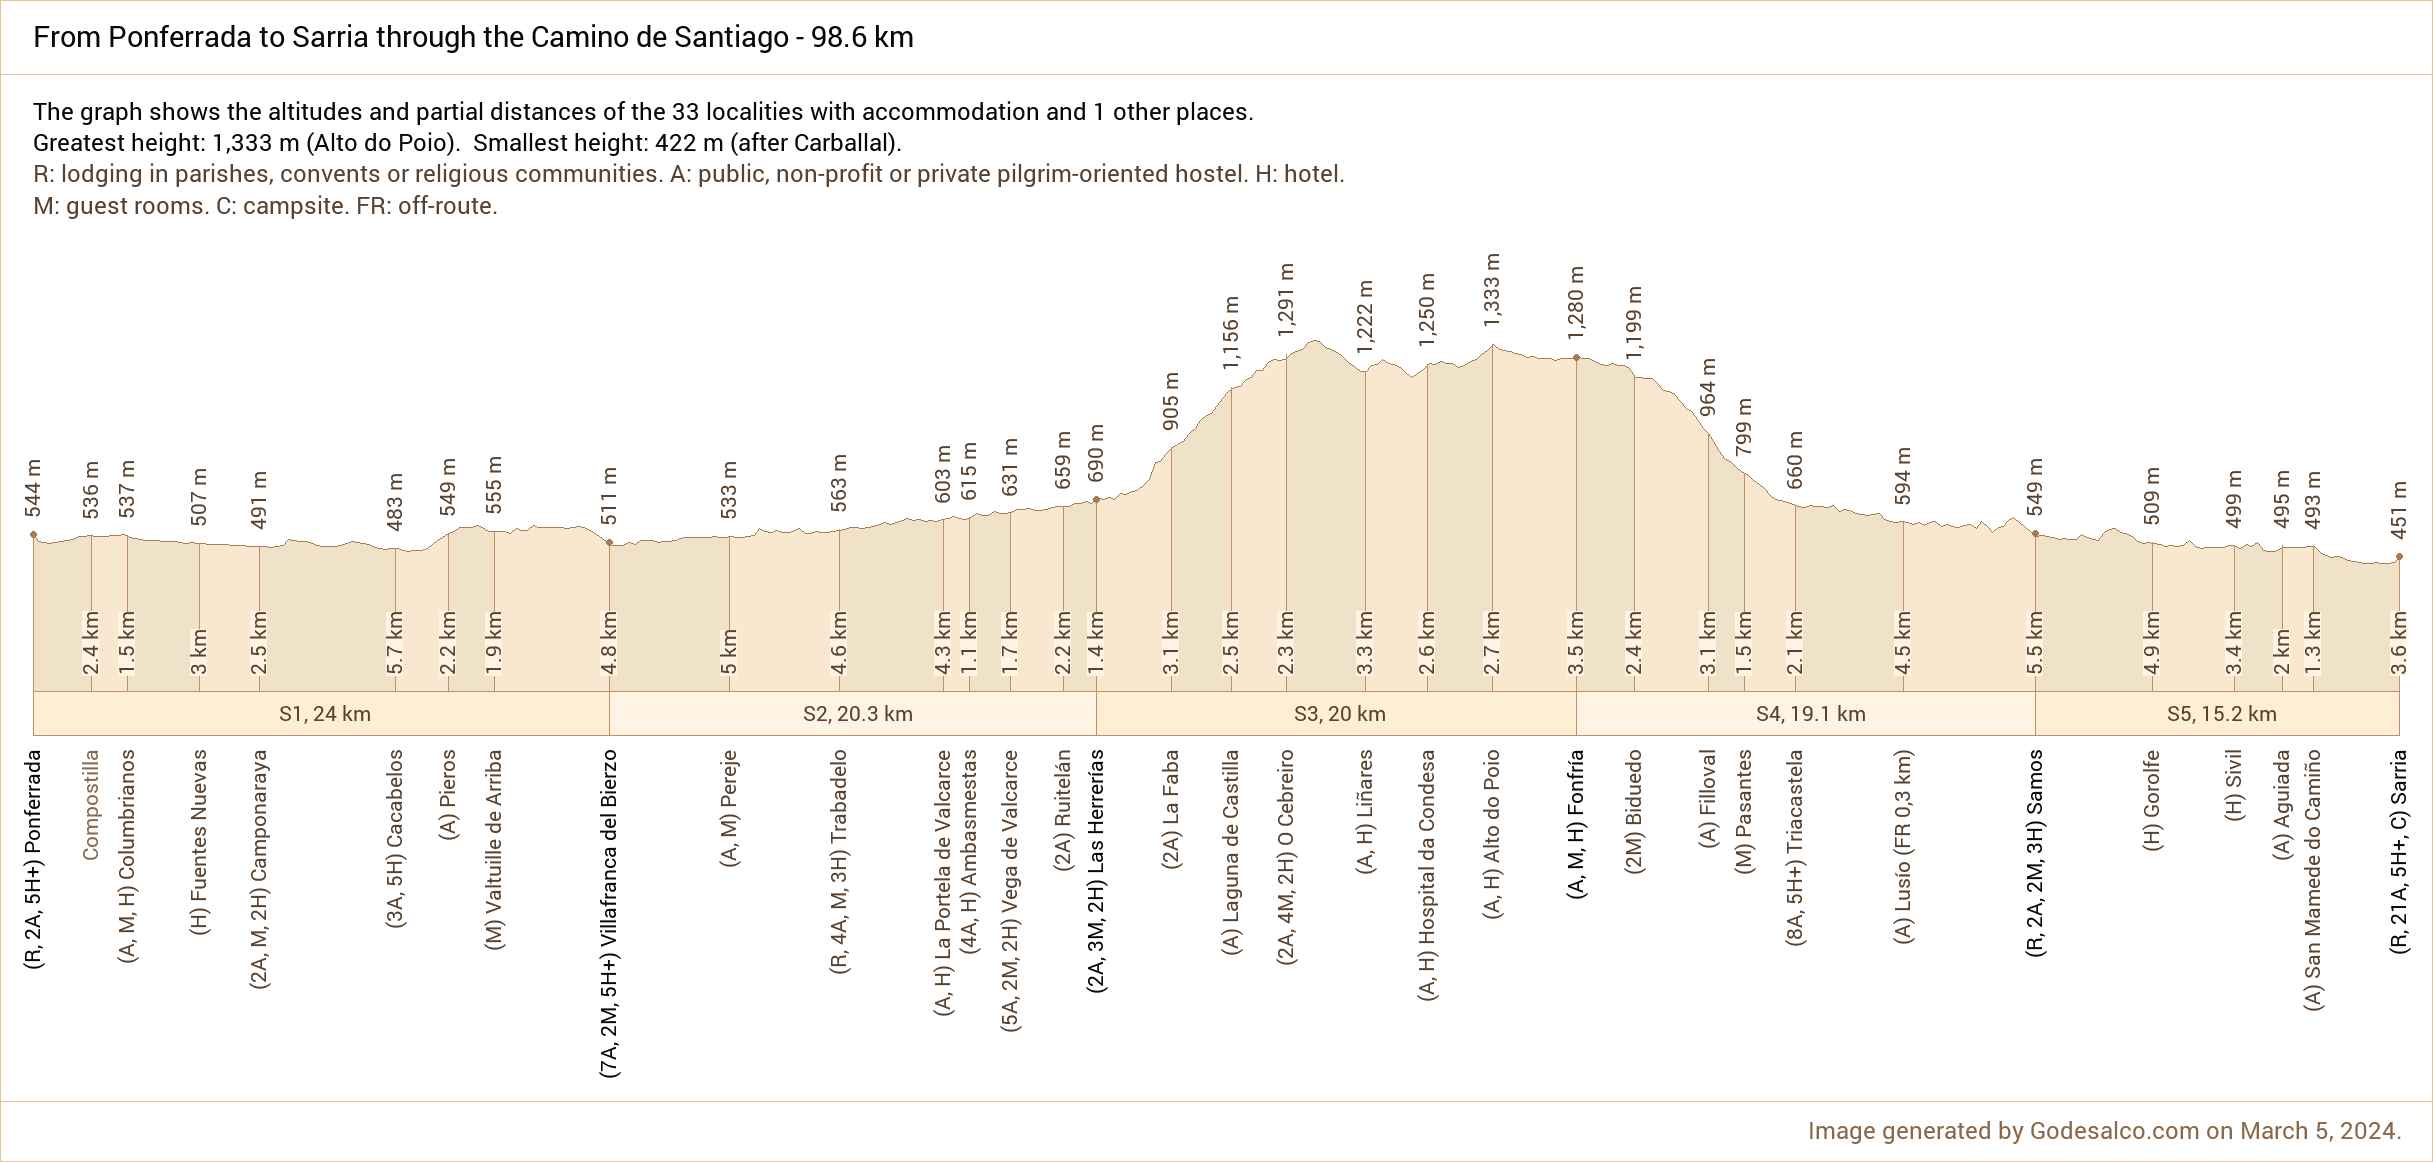 From Ponferrada to Sarria through the Camino de Santiago - 98.6 km
The graph shows the altitudes and partial distances of the 33 localities with accommodation and 1 other places.
Greatest height: 1,333 m (Alto do Poio). Smallest height: 422 m (after Carballal).
R: lodging in parishes, convents or religious communities. A: public, non-profit or private pilgrim-oriented hostel. H: hotel.
M: guest rooms. C: campsite. FR: off-route.
544 m
536 m
537 m
507 m
491 m
483 m
549 m
555 m
511 m
533 m
563 m
603 m
615 m
631 m
659 m
690 m
905 m
1,156 m
1,291 m
1,222 m
1,250 m
1,333 m
1,280 m
1,199 m
964 m
799 m
660 m
594 m
549 m
509 m
499 m
495 m
493 m
451 m
2.4 km
1.5 km
3 km
2.5 km
5.7 km
2.2 km
1.9 km
4.8 km
5 km
4.6 km
4.3 km
1.1 km
1.7 km
2.2 km
1.4 km
3.1 km
2.5 km
2.3 km
3.3 km
2.6 km
2.7 km
3.5 km
2.4 km
3.1 km
1.5 km
2.1 km
4.5 km
5.5 km
4.9 km
3.4 km
2 km
1.3 km
3.6 km
S1, 24 km
S2, 20.3 km
S3, 20 km
S4, 19.1 km
S5, 15.2 km
(R, 2A, 5H+) Ponferrada
Compostilla
(A, M, H) Columbrianos
(H) Fuentes Nuevas
(2A, M, 2H) Camponaraya
(3A, 5H) Cacabelos
(A) Pieros
(M) Valtuille de Arriba
(7A, 2M, 5H+) Villafranca del Bierzo
(A, M) Pereje
(R, 4A, M, 3H) Trabadelo
(A, H) La Portela de Valcarce
(4A, H) Ambasmestas
(5A, 2M, 2H) Vega de Valcarce
(2A) Ruitelán
(2A, 3M, 2H) Las Herrerías
(2A) La Faba
(A) Laguna de Castilla
(2A, 4M, 2H) O Cebreiro
(A, H) Liñares
(A, H) Hospital da Condesa
(A, H) Alto do Poio
(A, M, H) Fonfría
(2M) Biduedo
(A) Filloval
(M) Pasantes
(8A, 5H+) Triacastela
(A) Lusío (FR 0,3 km)
(R, 2A, 2M, 3H) Samos
(H) Gorolfe
(H) Sivil
(A) Aguiada
(A) San Mamede do Camiño
(R, 21A, 5H+, C) Sarria
Image generated by Godesalco.com on March 5, 2024.